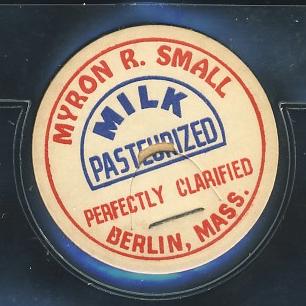 MYRON R. SMALL
MILK
PASTEURIZED
PERFECTLY CLARIFIED
BERLIN, MASS.